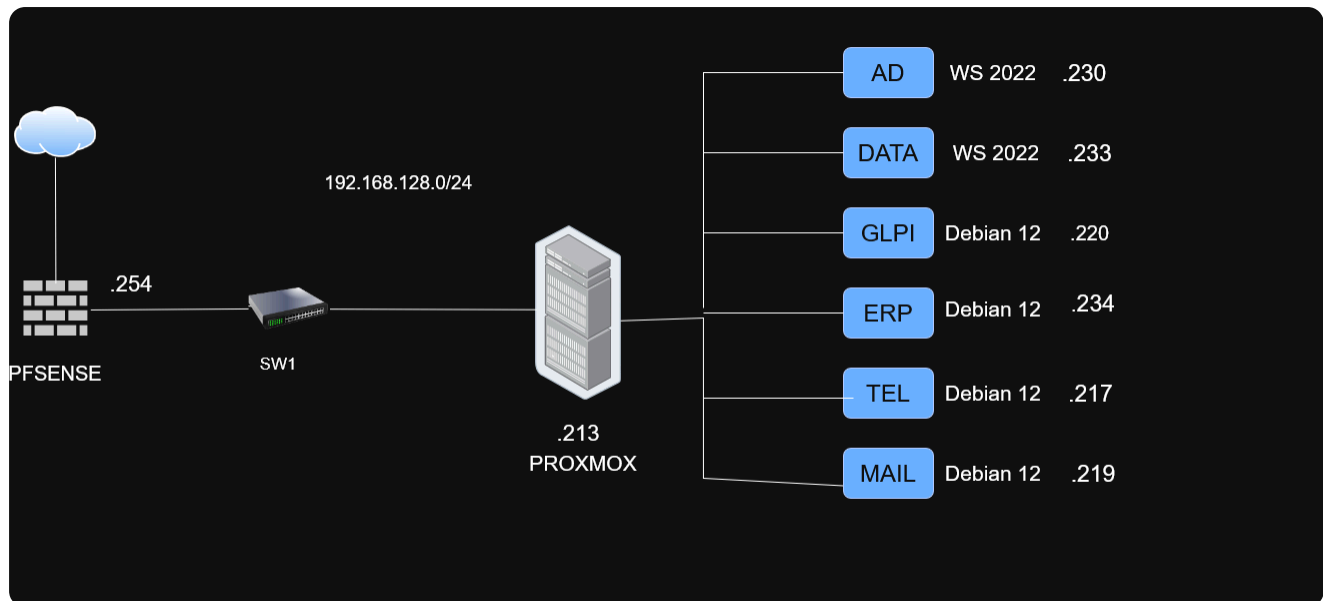 AD WS 2022 .230
DATA WS 2022 .233
192.168.128.0/24
GLPI Debian 12 .220
.254
ERP Debian 12 .234
SW1
PFSENSE
TEL Debian 12 .217
.213
PROXMOX
MAIL Debian 12 .219